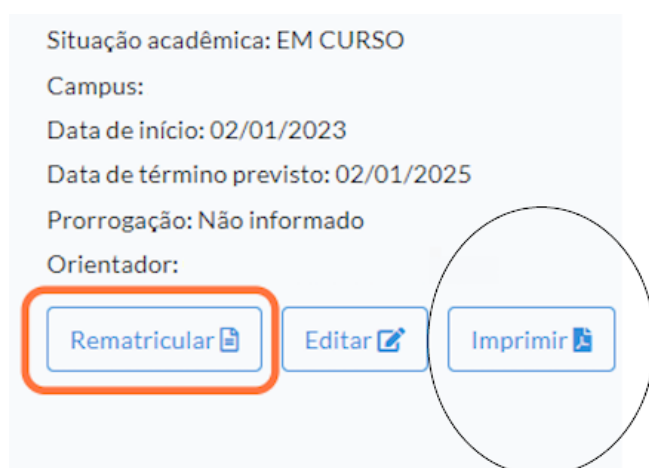 Situação acadêmica: EM CURSO
Campus:
Data de início: 02/01/2023
Data de término previsto: 02/01/2025
Prorrogação: Não informado
Orientador:
Rematricular Editar Imprimir